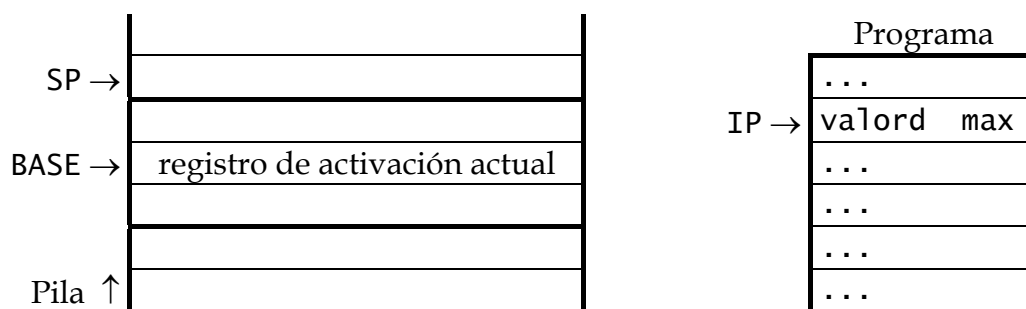 Programa
SP → ...
IP → valord max
BASE → registro de activación actual ...
...
...
Pila ↑ ...